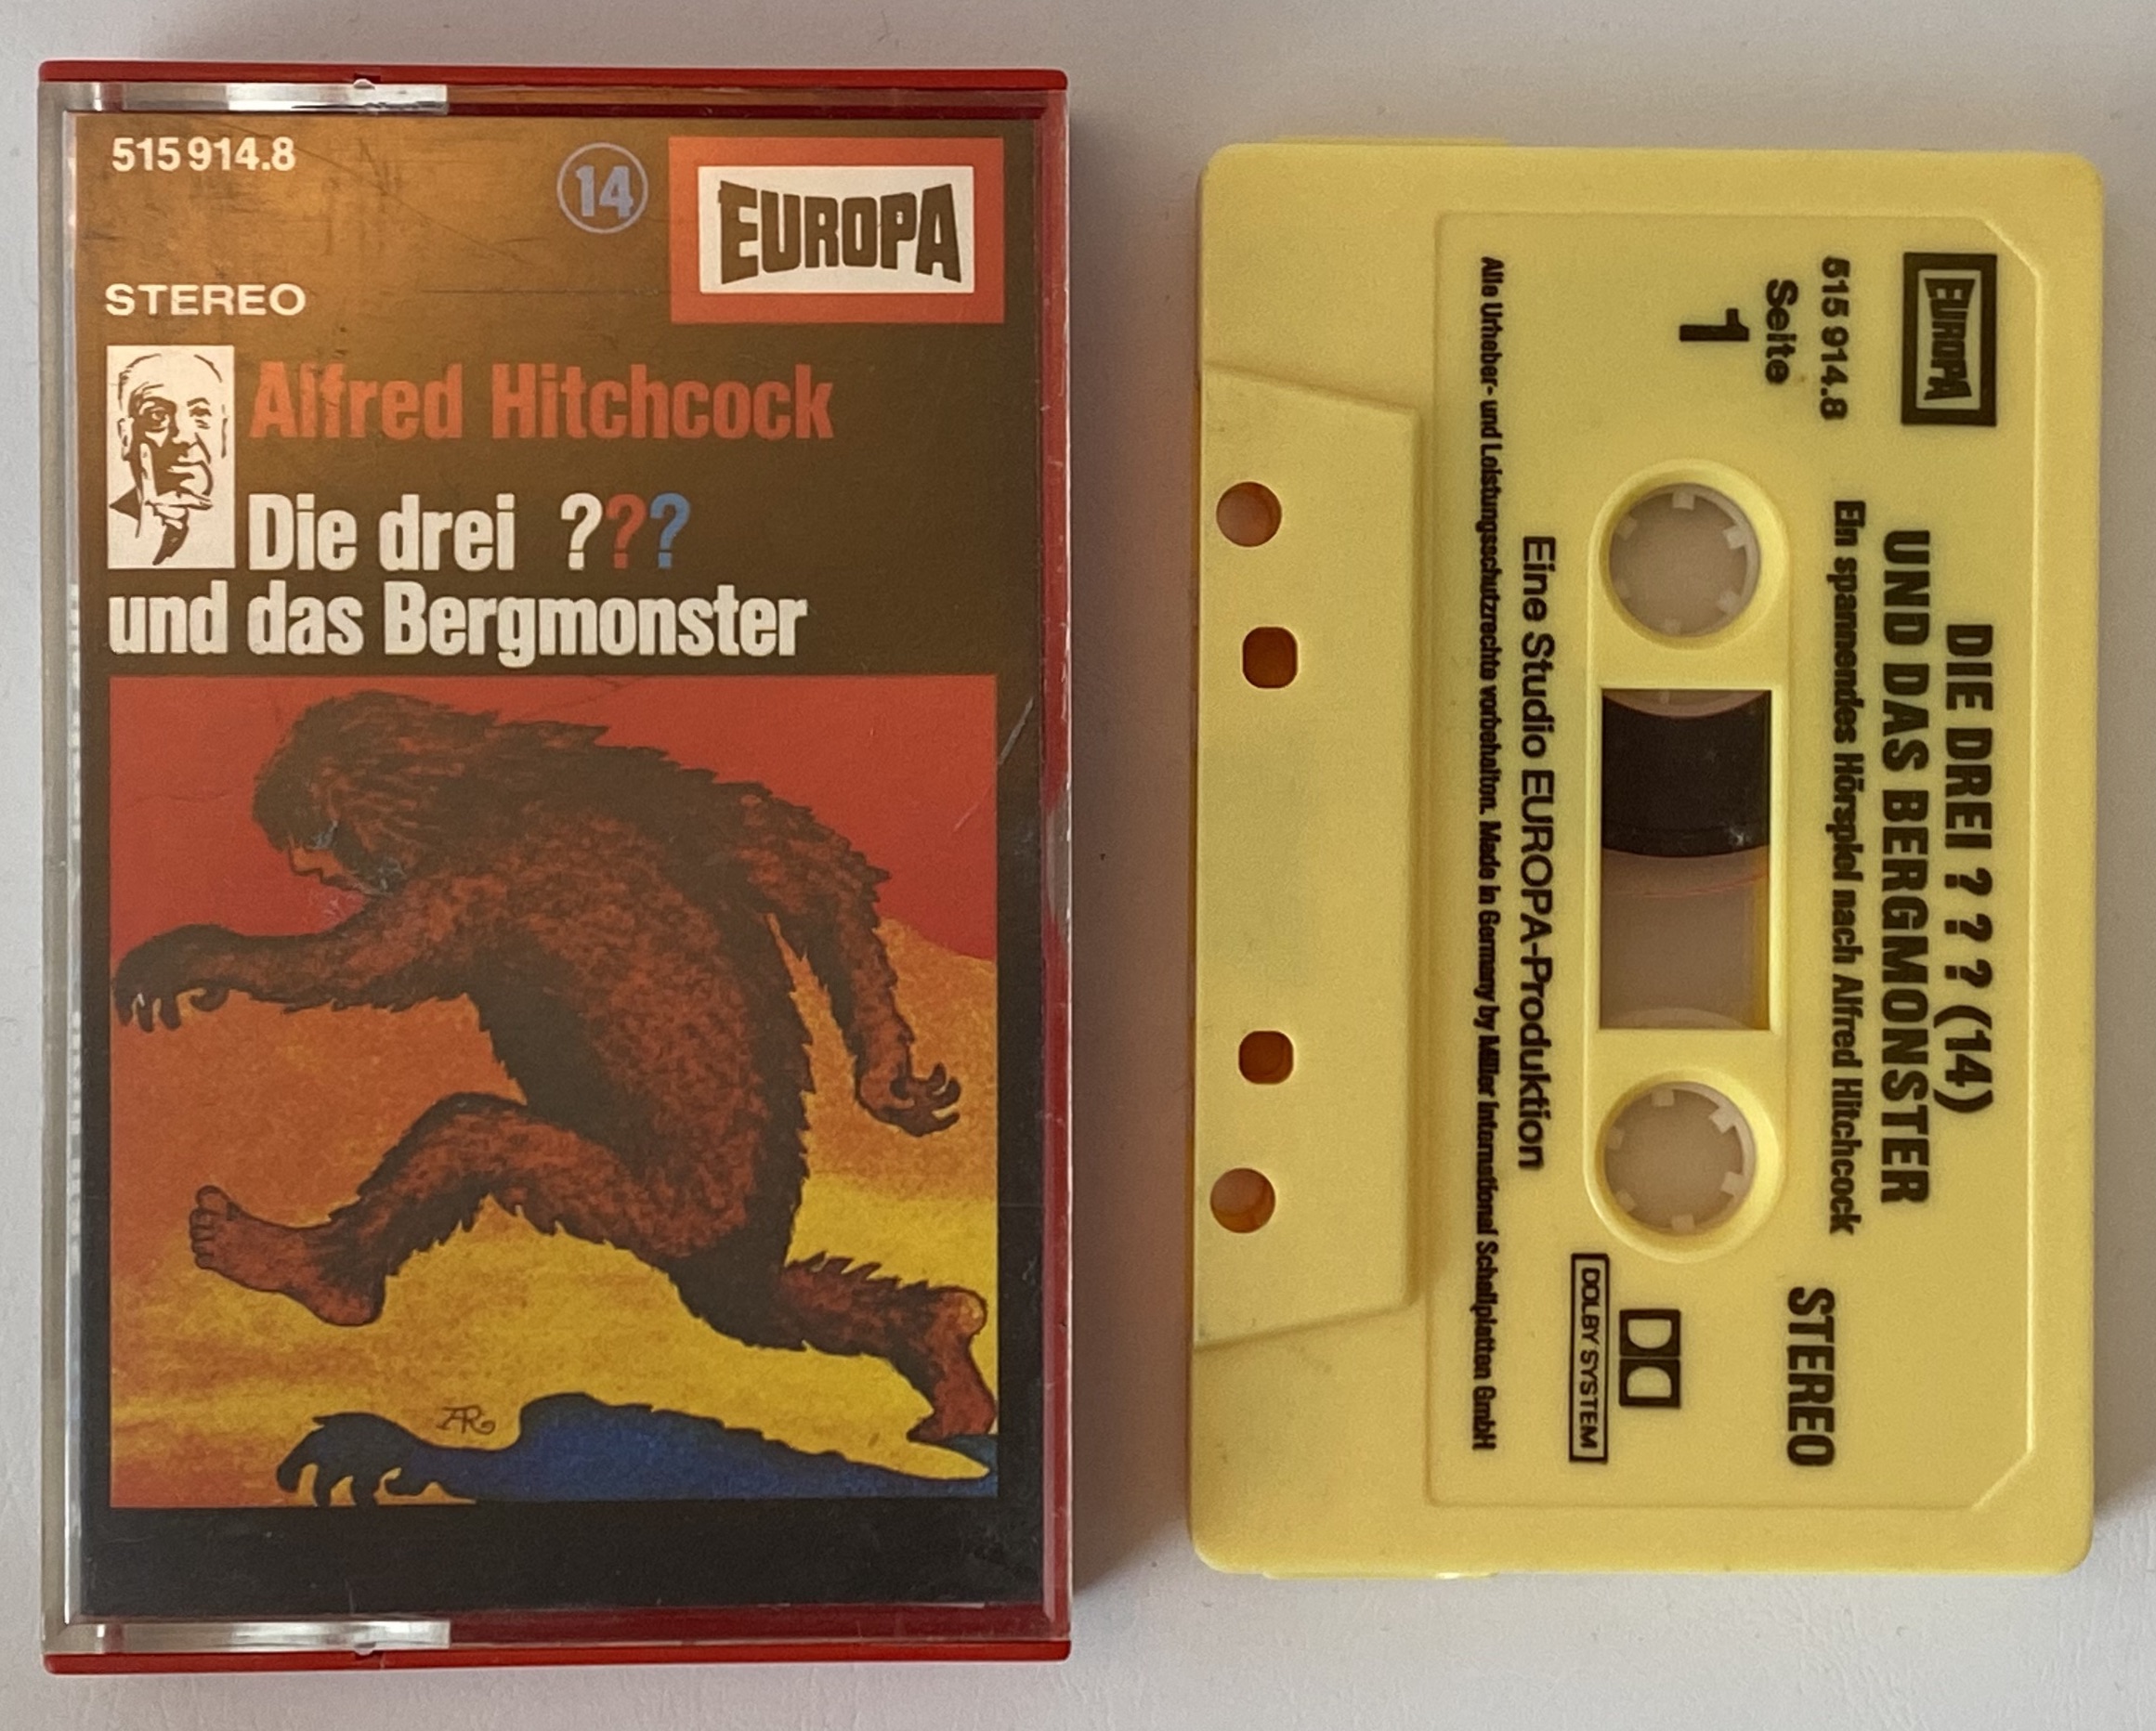 515 914.8
14
EUROPA
STEREO
Alfred Hitchcock
Die drei ???
und das Bergmonster
AR
EUROPA
515 914.8
Seite
1
DIE DREI ? ? ? (14)
UND DAS BERGMONSTER
Ein spannendes Hörspiel nach Alfred Hitchcock
STEREO
DOLBY SYSTEM
Eine Studio EUROPA-Produktion
Alle Urheber- und Leistungsschutzrechte vorbehalten. Made in Germany by Miller International Schallplatten GmbH